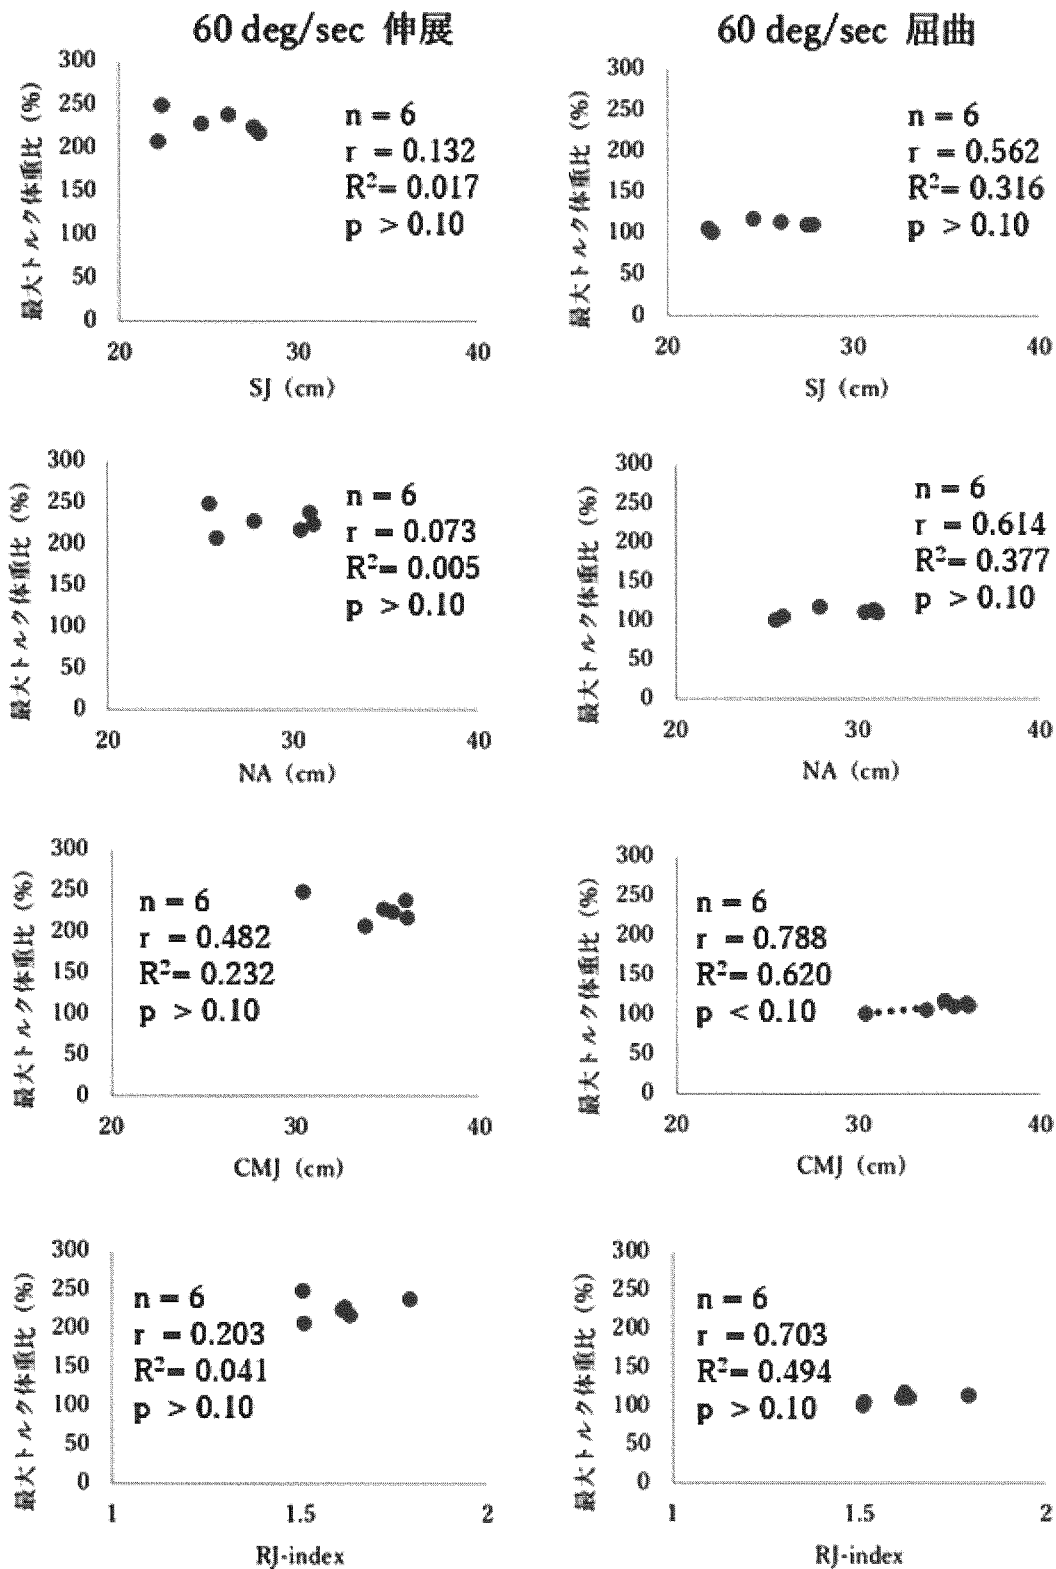 60 deg/sec 伸展
300
250
200
150
100
50
0
最大トルク体重比 (%)
n = 6
r = 0.132
R²= 0.017
p > 0.10
20
30
40
SJ (cm)
60 deg/sec 屈曲
300
250
200
150
100
50
0
最大トルク体重比 (%)
n = 6
r = 0.562
R²= 0.316
p > 0.10
20
30
40
SJ (cm)
300
250
200
150
100
50
0
最大トルク体重比 (%)
n = 6
r = 0.073
R²= 0.005
p > 0.10
20
30
40
NA (cm)
300
250
200
150
100
50
0
最大トルク体重比 (%)
n = 6
r = 0.614
R²= 0.377
p > 0.10
20
30
40
NA (cm)
300
250
200
150
100
50
0
最大トルク体重比 (%)
n = 6
r = 0.482
R²= 0.232
p > 0.10
20
30
40
CMJ (cm)
300
250
200
150
100
50
0
最大トルク体重比 (%)
n = 6
r = 0.788
R²= 0.620
p < 0.10
20
30
40
CMJ (cm)
300
250
200
150
100
50
0
最大トルク体重比 (%)
n = 6
r = 0.203
R²= 0.041
p > 0.10
1
1.5
2
RJ-index
300
250
200
150
100
50
0
最大トルク体重比 (%)
n = 6
r = 0.703
R²= 0.494
p > 0.10
1
1.5
2
RJ-index